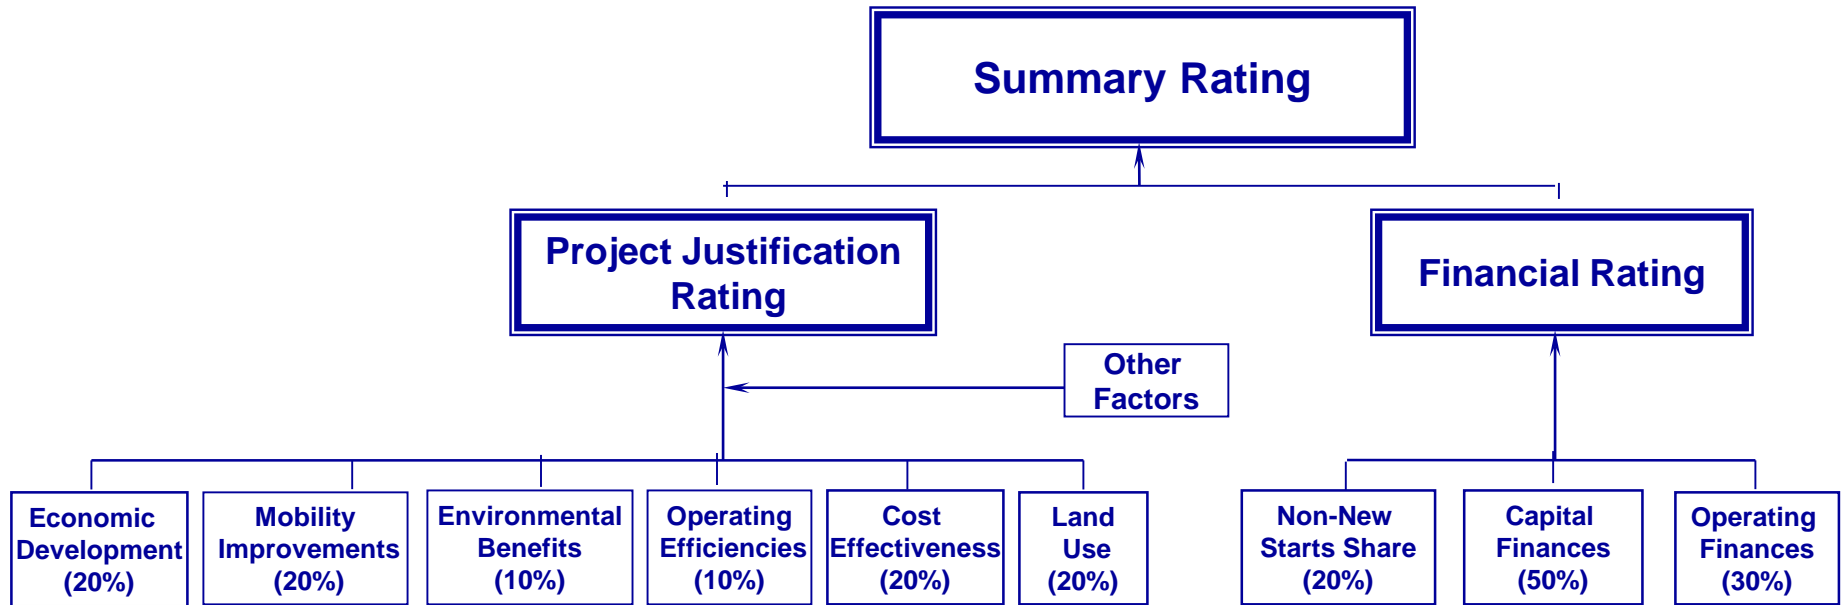 Summary Rating
Project Justification
Rating
Financial Rating
Other
Factors
Economic
Development
(20%)
Mobility
Improvements
(20%)
Environmental
Benefits
(10%)
Operating
Efficiencies
(10%)
Cost
Effectiveness
(20%)
Land
Use
(20%)
Non-New
Starts Share
(20%)
Capital
Finances
(50%)
Operating
Finances
(30%)